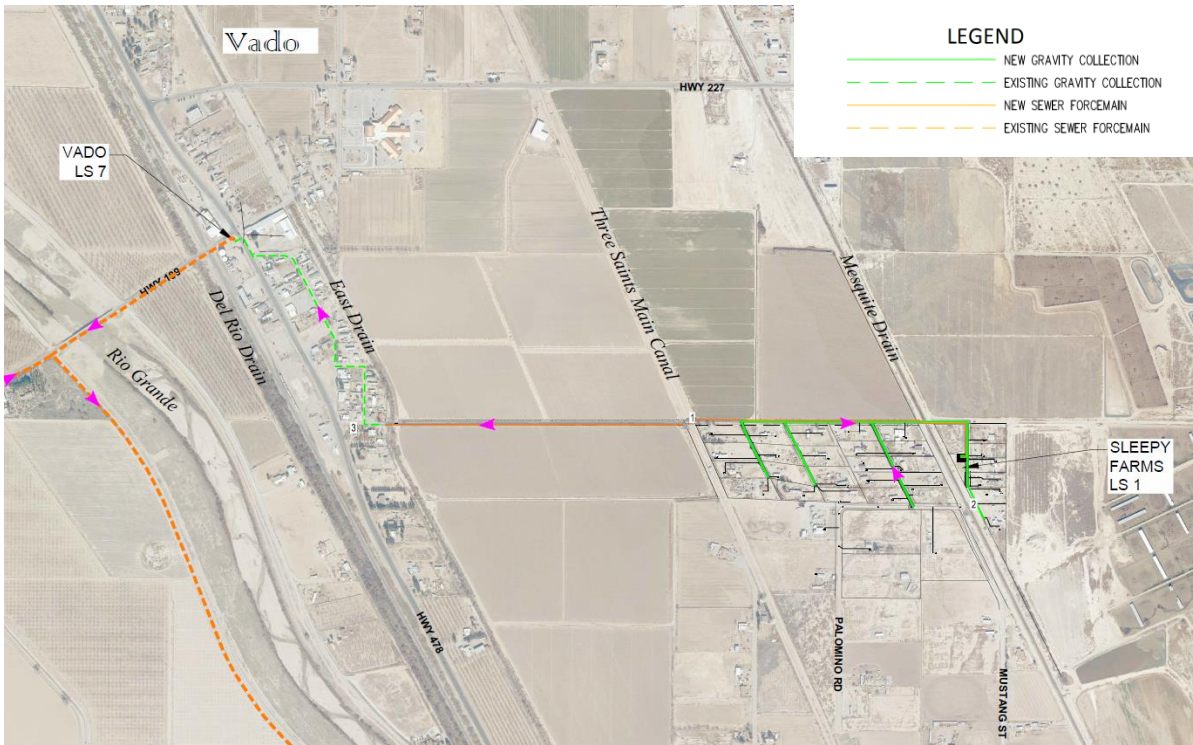 Vado
LEGEND
NEW GRAVITY COLLECTION
EXISTING GRAVITY COLLECTION
NEW SEWER FORCEMAIN
EXISTING SEWER FORCEMAIN
HWY 227
VADO
LS 7
HWY 189
Del Rio Drain
East Drain
Three Saints Main Canal
Mesquite Drain
Rio Grande
1
3
SLEEPY
FARMS
LS 1
2
HWY 478
PALOMINO RD
MUSTANG ST